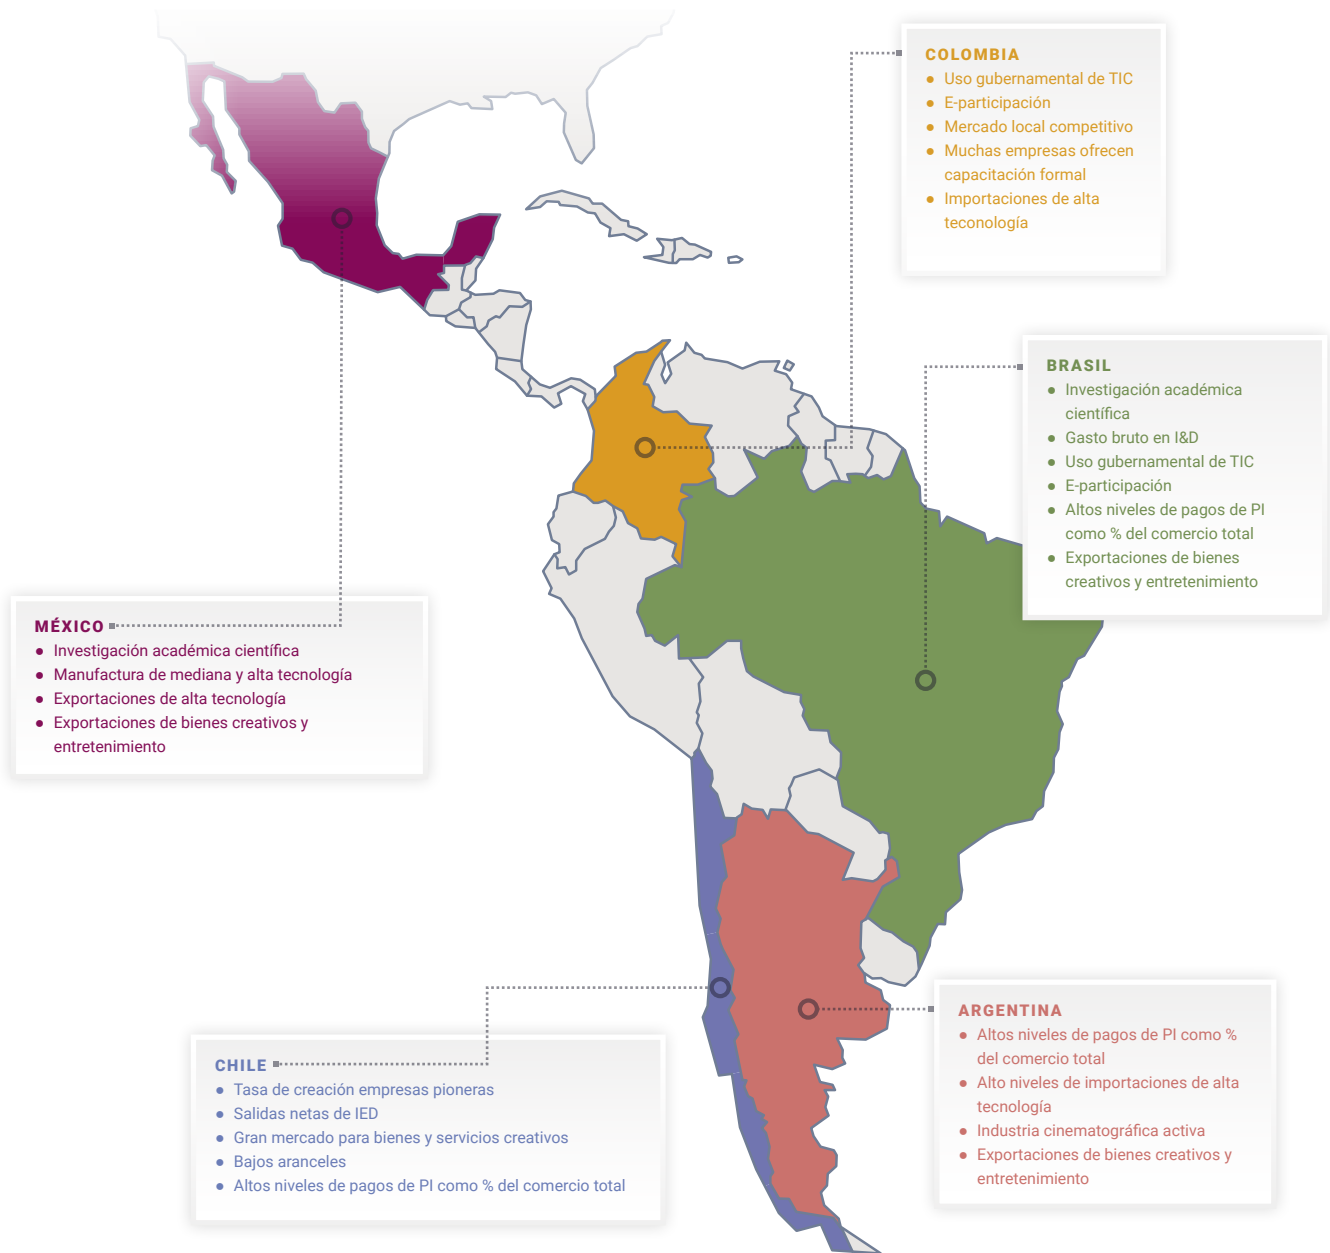 COLOMBIA
● Uso gubernamental de TIC
● E-participación
● Mercado local competitivo
● Muchas empresas ofrecen
capacitación formal
● Importaciones de alta
teconología
BRASIL
● Investigación académica
científica
● Gasto bruto en I&D
● Uso gubernamental de TIC
● E-participación
● Altos niveles de pagos de PI
como % del comercio total
● Exportaciones de bienes
creativos y entretenimiento
MÉXICO
● Investigación académica científica
● Manufactura de mediana y alta tecnología
● Exportaciones de alta tecnología
● Exportaciones de bienes creativos y
entretenimiento
ARGENTINA
● Altos niveles de pagos de PI como %
del comercio total
● Alto niveles de importaciones de alta
tecnología
● Industria cinematográfica activa
● Exportaciones de bienes creativos y
entretenimiento
CHILE
● Tasa de creación empresas pioneras
● Salidas netas de IED
● Gran mercado para bienes y servicios creativos
● Bajos aranceles
● Altos niveles de pagos de PI como % del comercio total